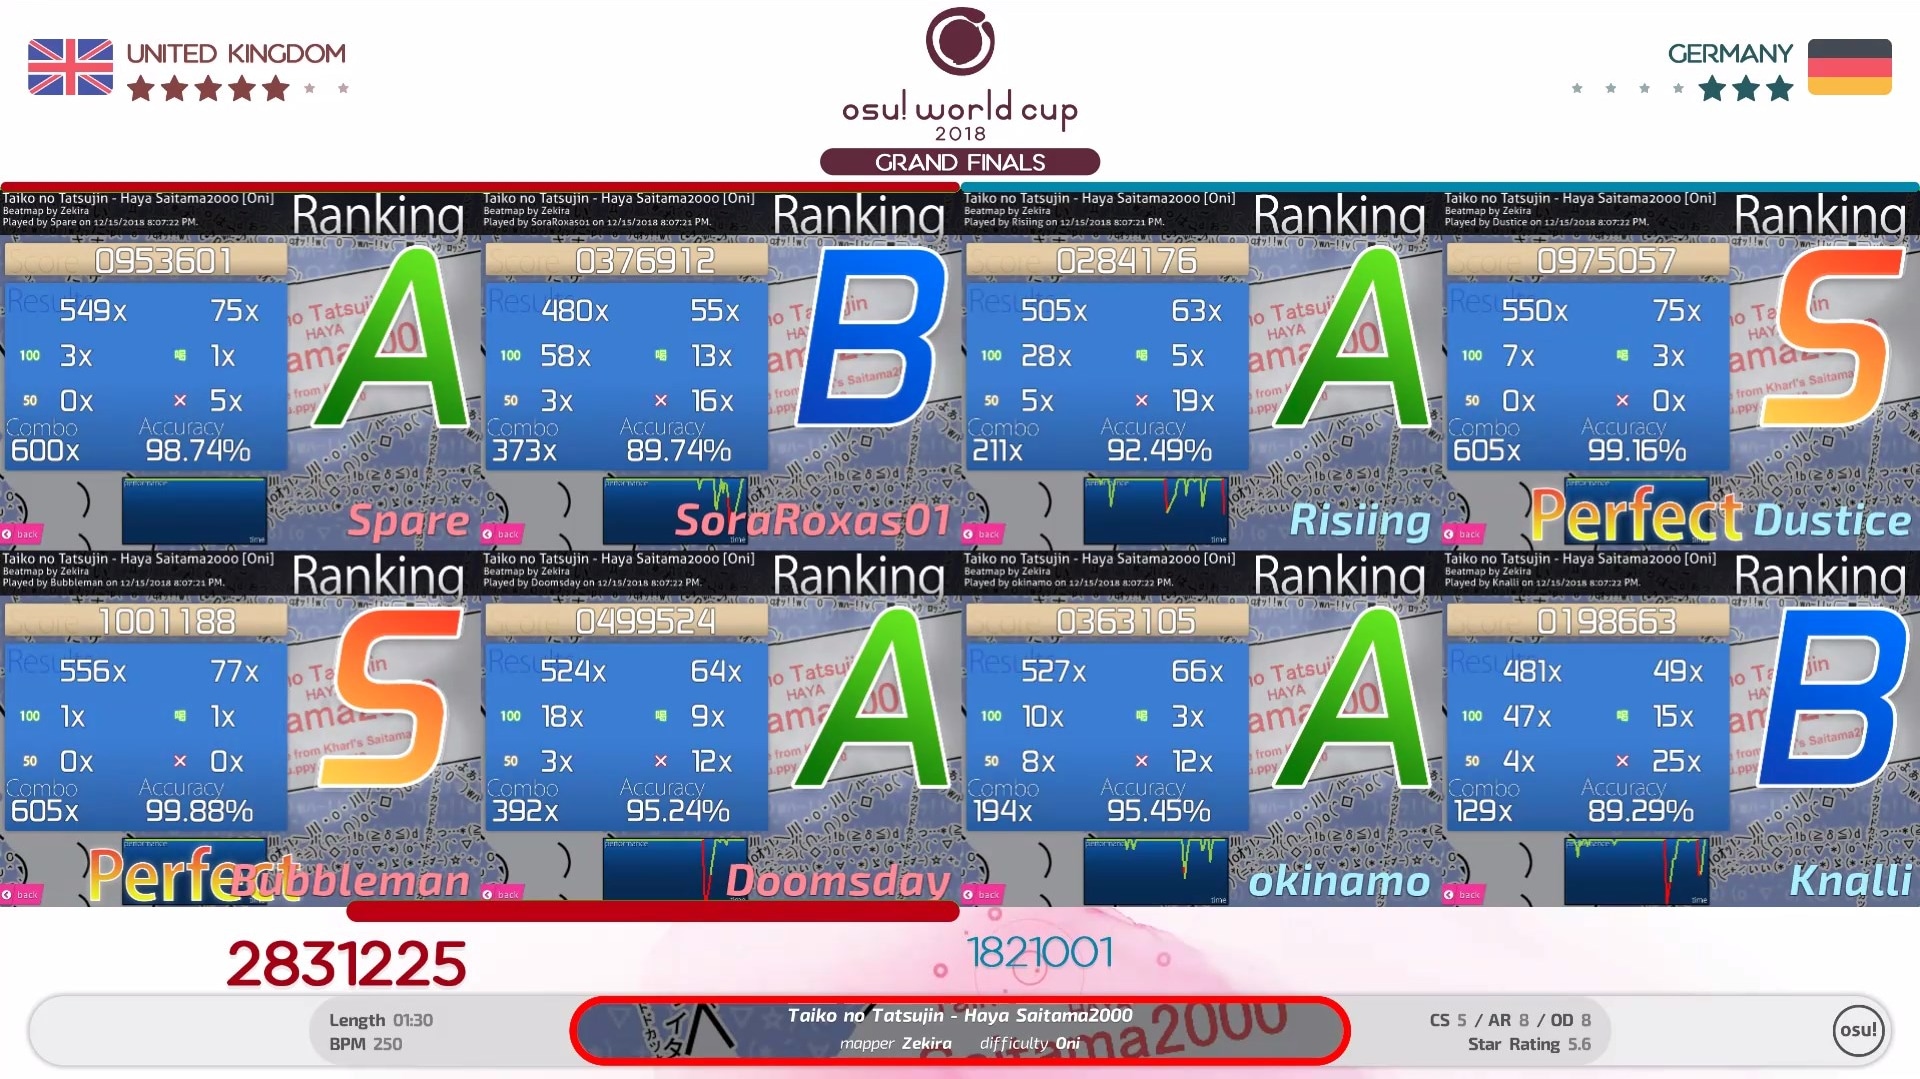 UNITED KINGDOM
GERMANY
osu! world cup
2018
GRAND FINALS
Taiko no Tatsujin - Haya Saitama2000 [Oni]
Beatmap by Zekira
Played by Spare on 12/15/2018 8:07:22 PM.
Ranking
0953601
549x 75x
100 3x 1x
50 0x 5x
Combo Accuracy
600x 98.74%
back
time
Spare
Taiko no Tatsujin - Haya Saitama2000 [Oni]
Beatmap by Zekira
Played by SoraRoxas01 on 12/15/2018 8:07:21 PM.
Ranking
0376912
480x 55x
100 58x 13x
50 3x 16x
Combo Accuracy
373x 89.74%
back
SoraRoxas01
Taiko no Tatsujin - Haya Saitama2000 [Oni]
Beatmap by Zekira
Played by Risiing on 12/15/2018 8:07:21 PM.
Ranking
0284176
505x 63x
100 28x 5x
50 5x 19x
Combo Accuracy
211x 92.49%
back
time
Risiing
Taiko no Tatsujin - Haya Saitama2000 [Oni]
Beatmap by Zekira
Played by Dustice on 12/15/2018 8:07:22 PM.
Ranking
0975057
550x 75x
100 7x 3x
50 0x 0x
Combo Accuracy
605x 99.16%
back
Perfect
Dustice
Taiko no Tatsujin - Haya Saitama2000 [Oni]
Beatmap by Zekira
Played by Bubbleman on 12/15/2018 8:07:21 PM.
Ranking
1001188
556x 77x
100 1x 1x
50 0x 0x
Combo Accuracy
605x 99.88%
back
Perfect
Bubbleman
Taiko no Tatsujin - Haya Saitama2000 [Oni]
Beatmap by Zekira
Played by Doomsday on 12/15/2018 8:07:22 PM.
Ranking
0499524
524x 64x
100 18x 9x
50 3x 12x
Combo Accuracy
392x 95.24%
back
Doomsday
Taiko no Tatsujin - Haya Saitama2000 [Oni]
Beatmap by Zekira
Played by okinamo on 12/15/2018 8:07:22 PM.
Ranking
0363105
527x 66x
100 10x 3x
50 8x 12x
Combo Accuracy
194x 95.45%
back
time
okinamo
Taiko no Tatsujin - Haya Saitama2000 [Oni]
Beatmap by Zekira
Played by Knalli on 12/15/2018 8:07:22 PM.
Ranking
0198663
481x 49x
100 47x 15x
50 4x 25x
Combo Accuracy
129x 89.29%
back
time
Knalli
2831225
1821001
Length 01:30
BPM 250
Taiko no Tatsujin - Haya Saitama2000
mapper Zekira difficulty Oni
CS 5 / AR 8 / OD 8
Star Rating 5.6
osu!